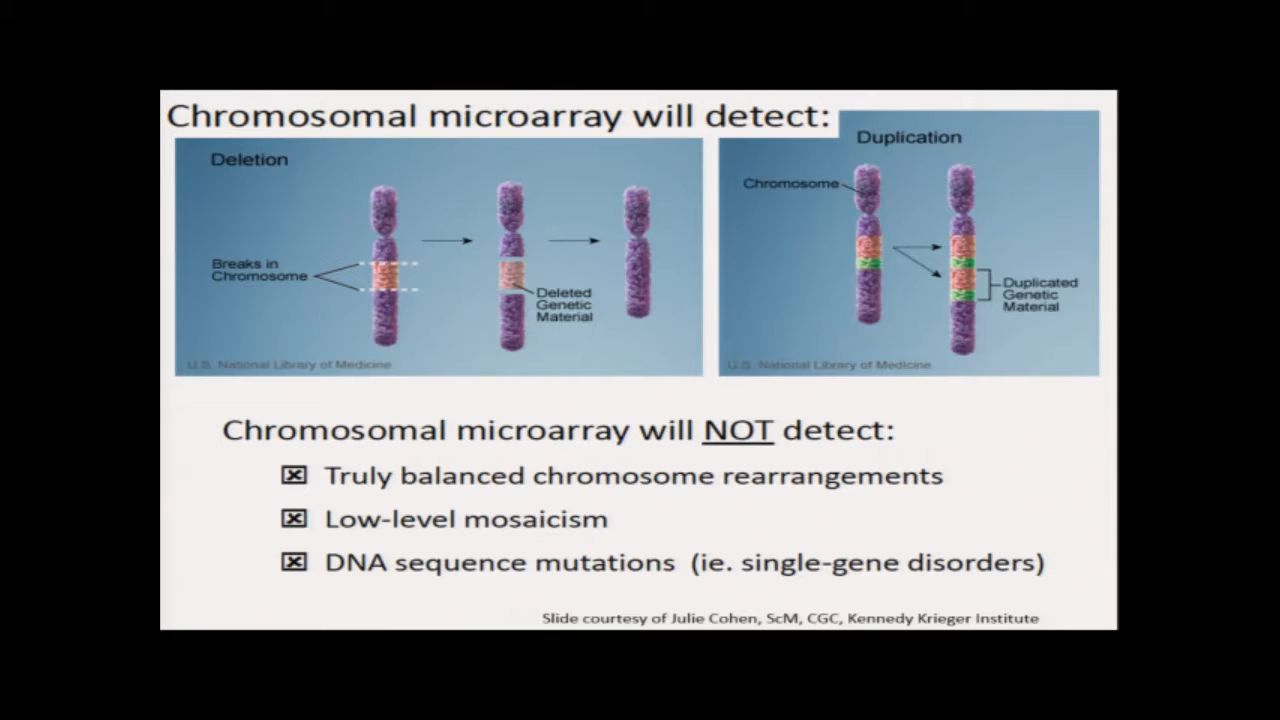 Chromosomal microarray will detect:
Deletion
Breaks in
Chromosome
Deleted
Genetic
Material
U.S. National Library of Medicine
Duplication
Chromosome
Duplicated
Genetic
Material
U.S. National Library of Medicine
Chromosomal microarray will NOT detect:
Truly balanced chromosome rearrangements
Low-level mosaicism
DNA sequence mutations (ie. single-gene disorders)
Slide courtesy of Julie Cohen, ScM, CGC, Kennedy Krieger Institute